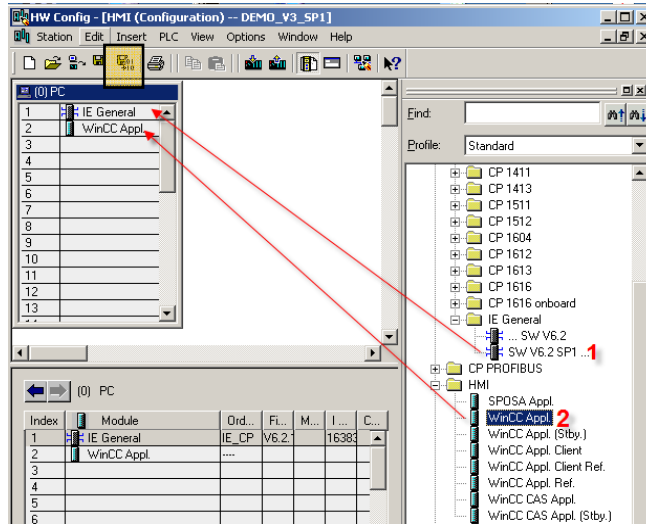 HW Config - [HMI (Configuration) -- DEMO_V3_SP1]
Station Edit Insert PLC View Options Window Help
(0) PC
1 IE General
2 WinCC Appl.
3
4
5
6
7
8
9
10
11
12
13
Find:
Profile: Standard
CP 1411
CP 1413
CP 1511
CP 1512
CP 1604
CP 1612
CP 1613
CP 1616
CP 1616 onboard
IE General
... SW V6.2
SW V6.2 SP1 ... 1
CP PROFIBUS
HMI
SPOSA Appl.
WinCC Appl. 2
WinCC Appl. (Stby.)
WinCC Appl. Client
WinCC Appl. Client Ref.
WinCC Appl. Ref.
WinCC CAS Appl.
WinCC CAS Appl. (Stby.)
(0) PC
Index Module Ord... Fi... M... I ... C...
1 IE General IE_CP V6.2. 16383
2 WinCC Appl. ----
3
4
5
6